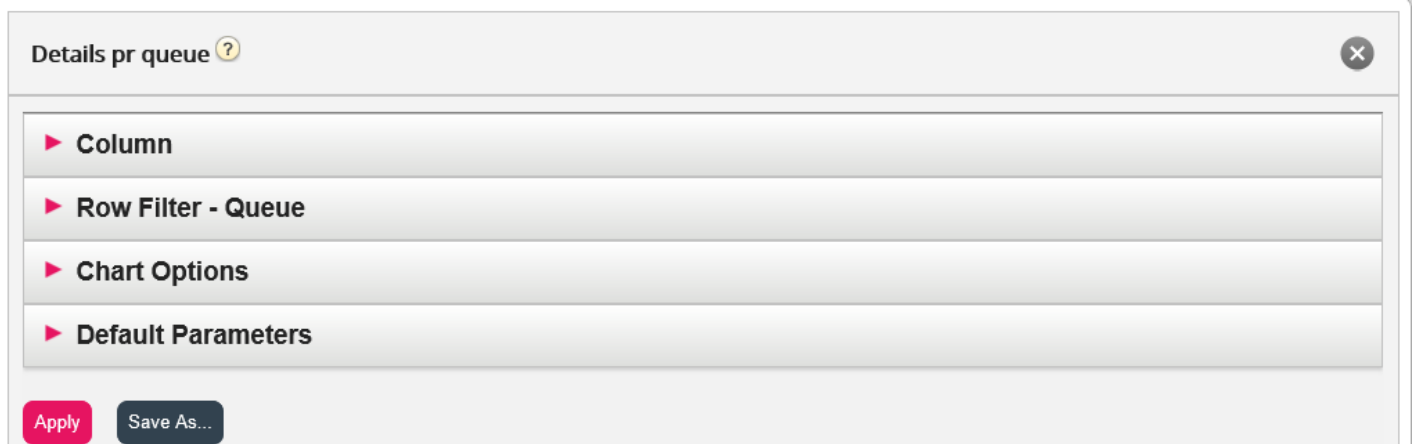 Details pr queue ?
Column
Row Filter - Queue
Chart Options
Default Parameters
Apply
Save As...